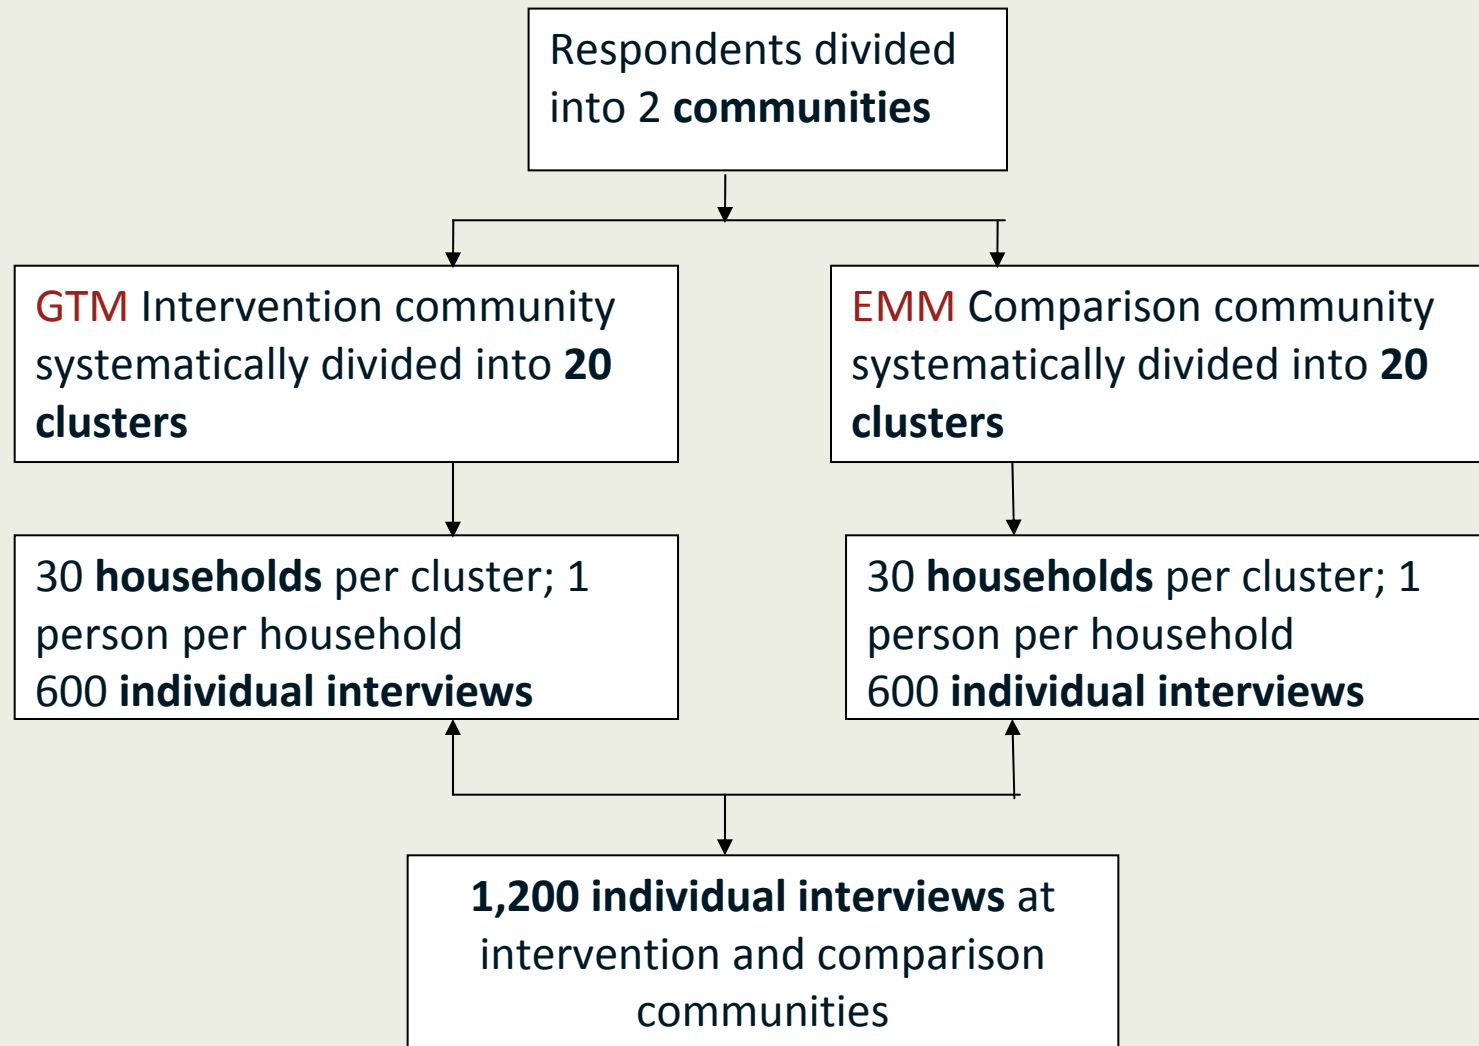 Respondents divided
into 2 communities
GTM Intervention community
systematically divided into 20
clusters
EMM Comparison community
systematically divided into 20
clusters
30 households per cluster; 1
person per household
600 individual interviews
30 households per cluster; 1
person per household
600 individual interviews
1,200 individual interviews at
intervention and comparison
communities